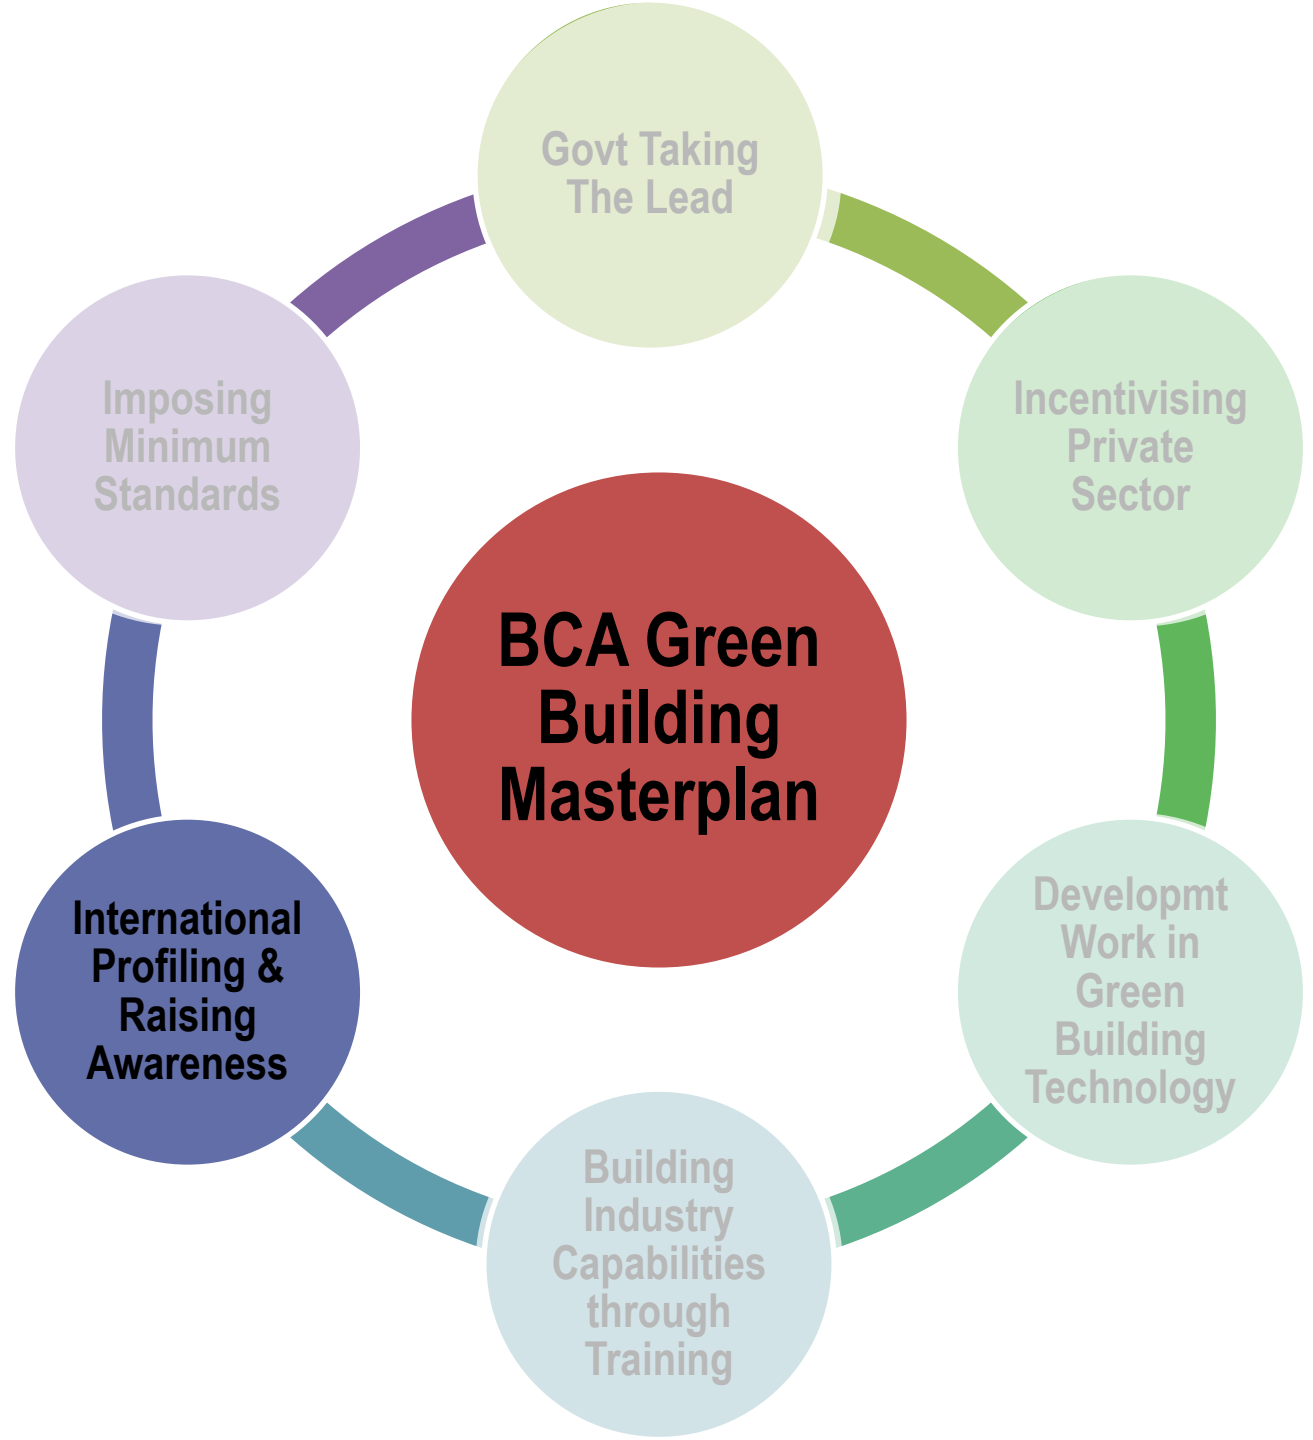 Govt Taking
The Lead
Incentivising
Private
Sector
Developmt
Work in
Green
Building
Technology
Building
Industry
Capabilities
through
Training
International
Profiling &
Raising
Awareness
Imposing
Minimum
Standards
BCA Green
Building
Masterplan